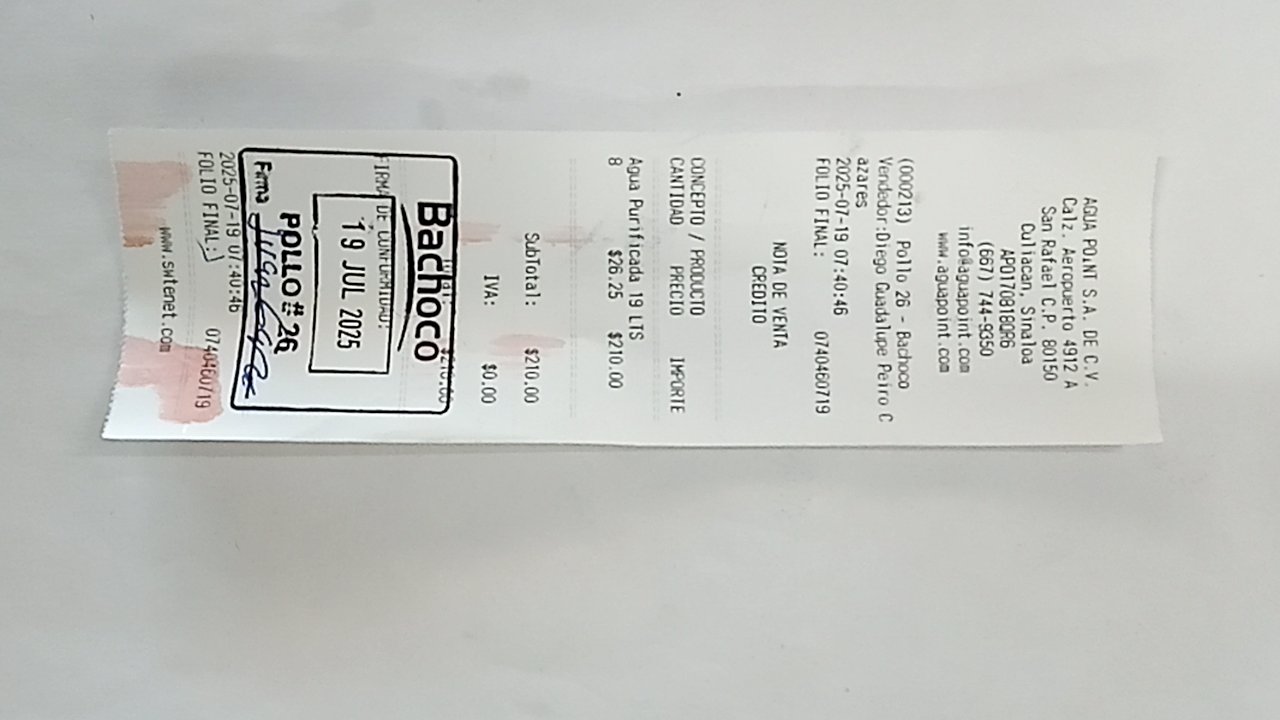 AGUA POINT S.A. DE C.V.
Calz. Aeropuerto 4912 A
San Rafael C.P. 80150
Culiacan, Sinaloa
APO170818QR6
(667) 744-9350
info@aguapoint.com
www.aguapoint.com
(000213) Pollo 26 - Bachoco
Vendedor:Diego Guadalupe Peiro C
azares
2025-07-19 07:40:46
FOLIO FINAL: 0740460719
NOTA DE VENTA
CREDITO
CONCEPTO / PRODUCTO
CANTIDAD PRECIO IMPORTE
Agua Purificada 19 LTS
8 $26.25 $210.00
SubTotal: $210.00
IVA: $0.00
$210.00
Bachoco
FIRMA DE CONFORMIDAD:
19 JUL 2025
POLLO # 26
Firma
2025-07-19 07:40:46
FOLIO FINAL: 0740460719
www.SWtenet.com